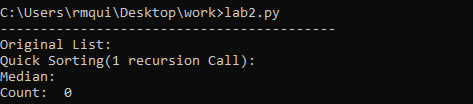 C:\Users\rmqui\Desktop\work>lab2.py
------------------------------------------
Original List:
Quick Sorting(1 recursion Call):
Median:
Count:  0